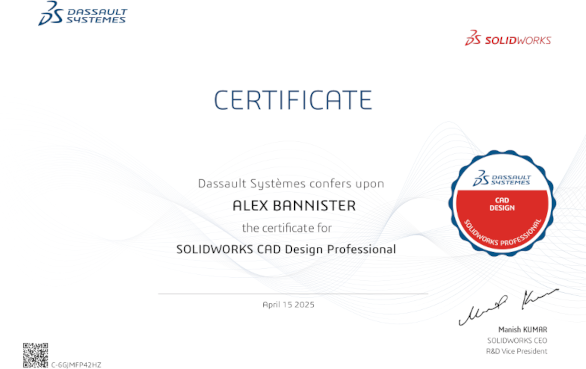 DASSAULT
SYSTEMES
SOLIDWORKS
CERTIFICATE
Dassault Systèmes confers upon
ALEX BANNISTER
the certificate for
SOLIDWORKS CAD Design Professional
DASSAULT
SYSTEMES
CAD
DESIGN
SOLIDWORKS PROFESSIONAL
April 15 2025
Manish KUMAR
SOLIDWORKS CEO
R&D Vice President
C-6GJMFP42HZ